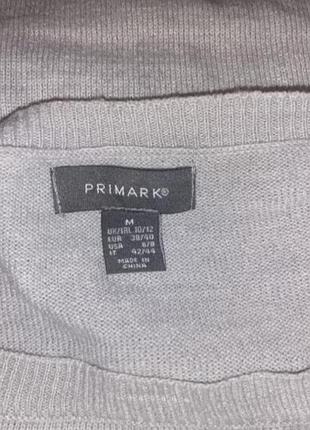 PRIMARK®
M
UK/IRL 10/12
EUR 38/40
USA 6/8
IT 42/44
MADE IN
CHINA